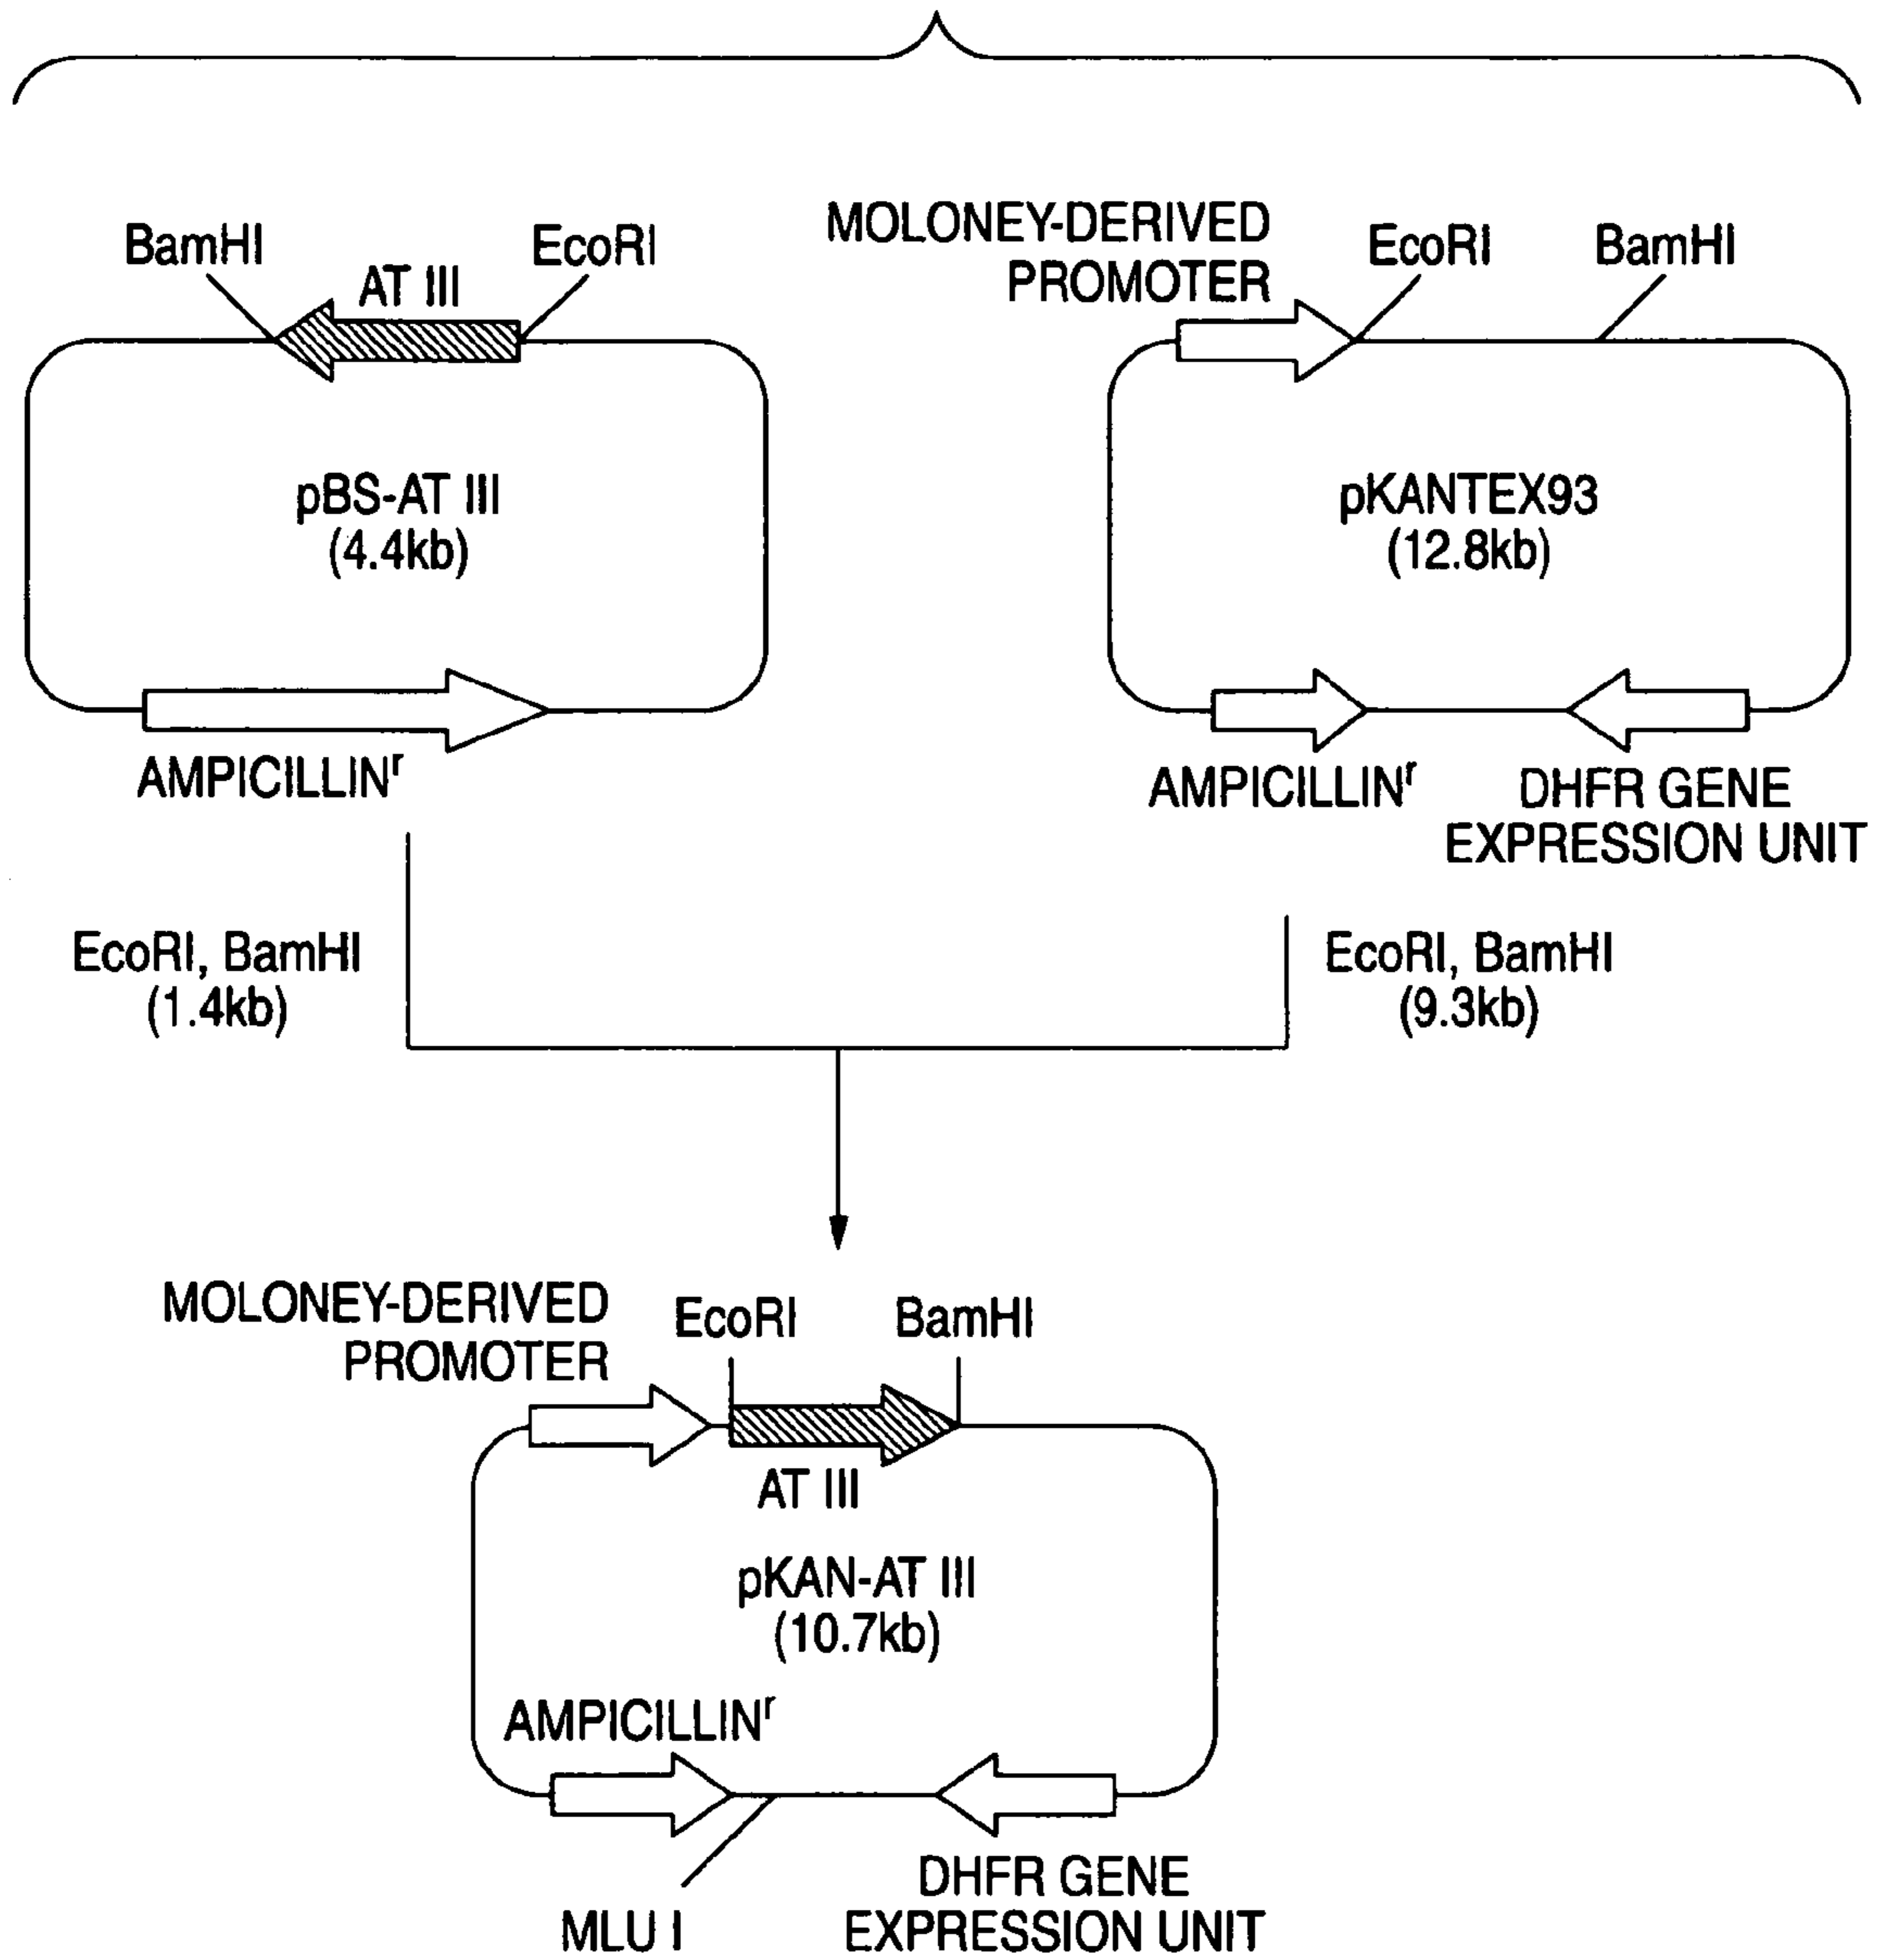 BamHI
AT III
EcoRI
pBS-AT III
(4.4kb)
AMPICILLINʳ
MOLONEY-DERIVED
PROMOTER
EcoRI
BamHI
pKANTEX93
(12.8kb)
AMPICILLINʳ
DHFR GENE
EXPRESSION UNIT
EcoRI, BamHI
(1.4kb)
EcoRI, BamHI
(9.3kb)
MOLONEY-DERIVED
PROMOTER
EcoRI
BamHI
AT III
pKAN-AT III
(10.7kb)
AMPICILLINʳ
MLU I
DHFR GENE
EXPRESSION UNIT